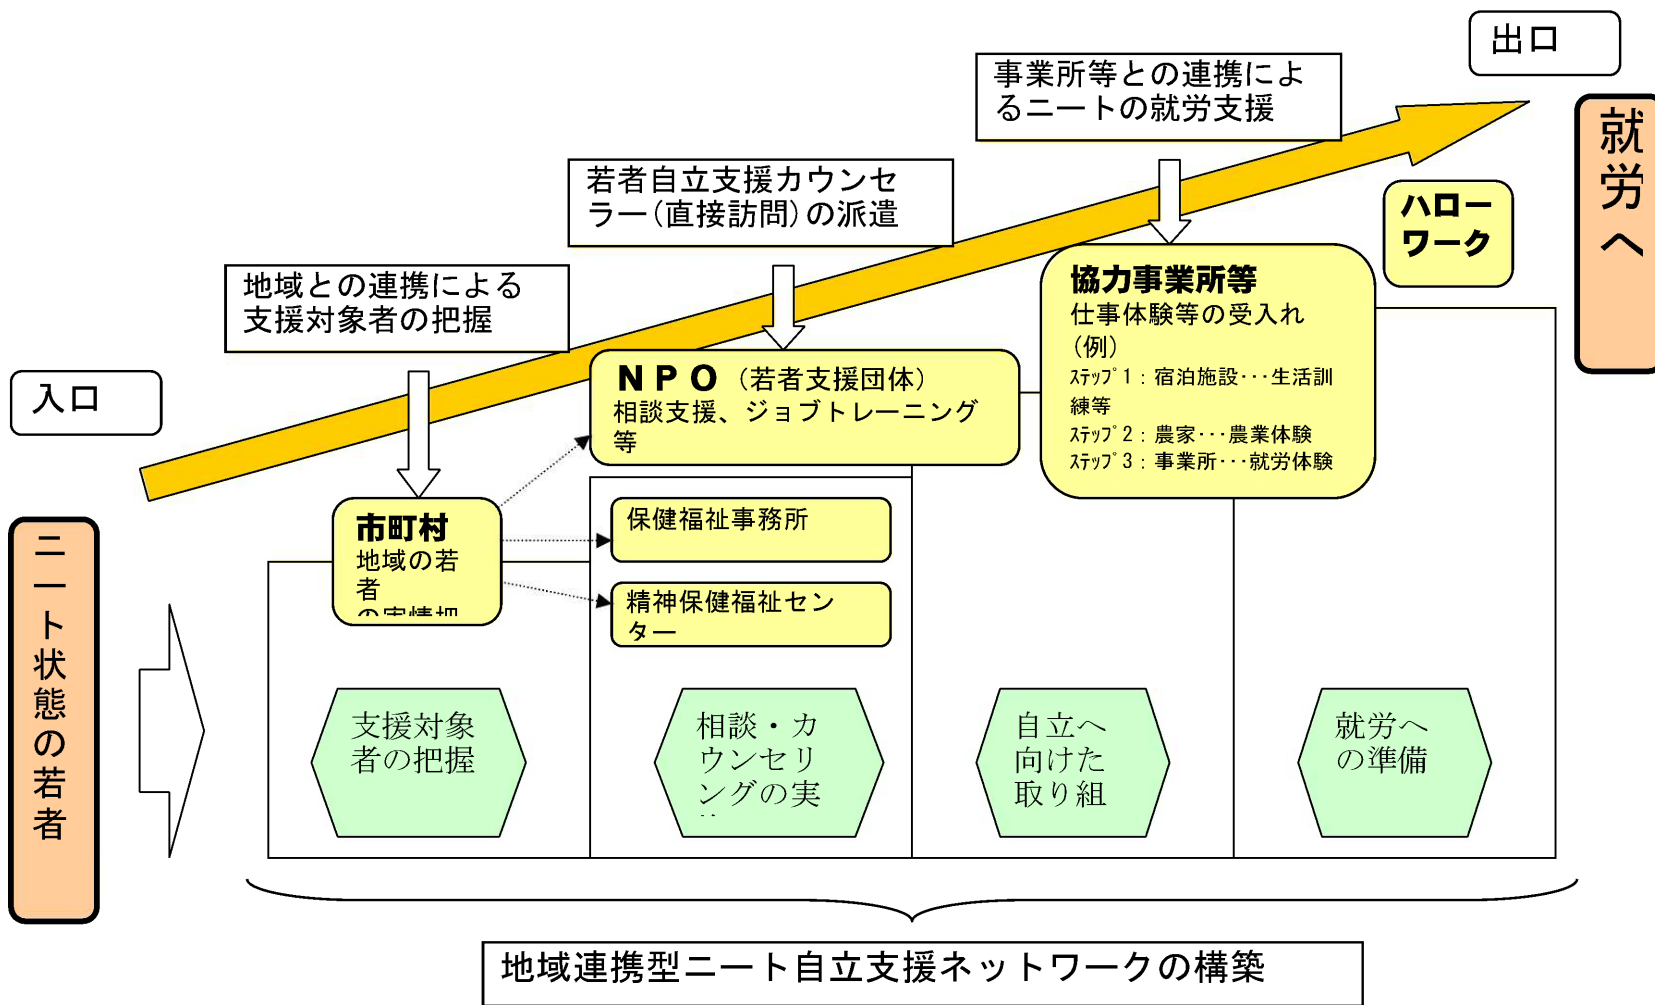 出口
事業所等との連携によ
るニートの就労支援
就労へ
若者自立支援カウンセ
ラー(直接訪問)の派遣
ハロー
ワーク
地域との連携による
支援対象者の把握
協力事業所等
仕事体験等の受入れ
(例)
ｽﾃｯﾌﾟ1：宿泊施設･･･生活訓
練等
ｽﾃｯﾌﾟ2：農家･･･農業体験
ｽﾃｯﾌﾟ3：事業所･･･就労体験
入口
ＮＰＯ（若者支援団体）
相談支援、ジョブトレーニング
等
市町村
地域の若
者
の実情把
保健福祉事務所
精神保健福祉セン
ター
ニート状態の若者
支援対象
者の把握
相談・カ
ウンセリ
ングの実
自立へ
向けた
取り組
就労へ
の準備
地域連携型ニート自立支援ネットワークの構築